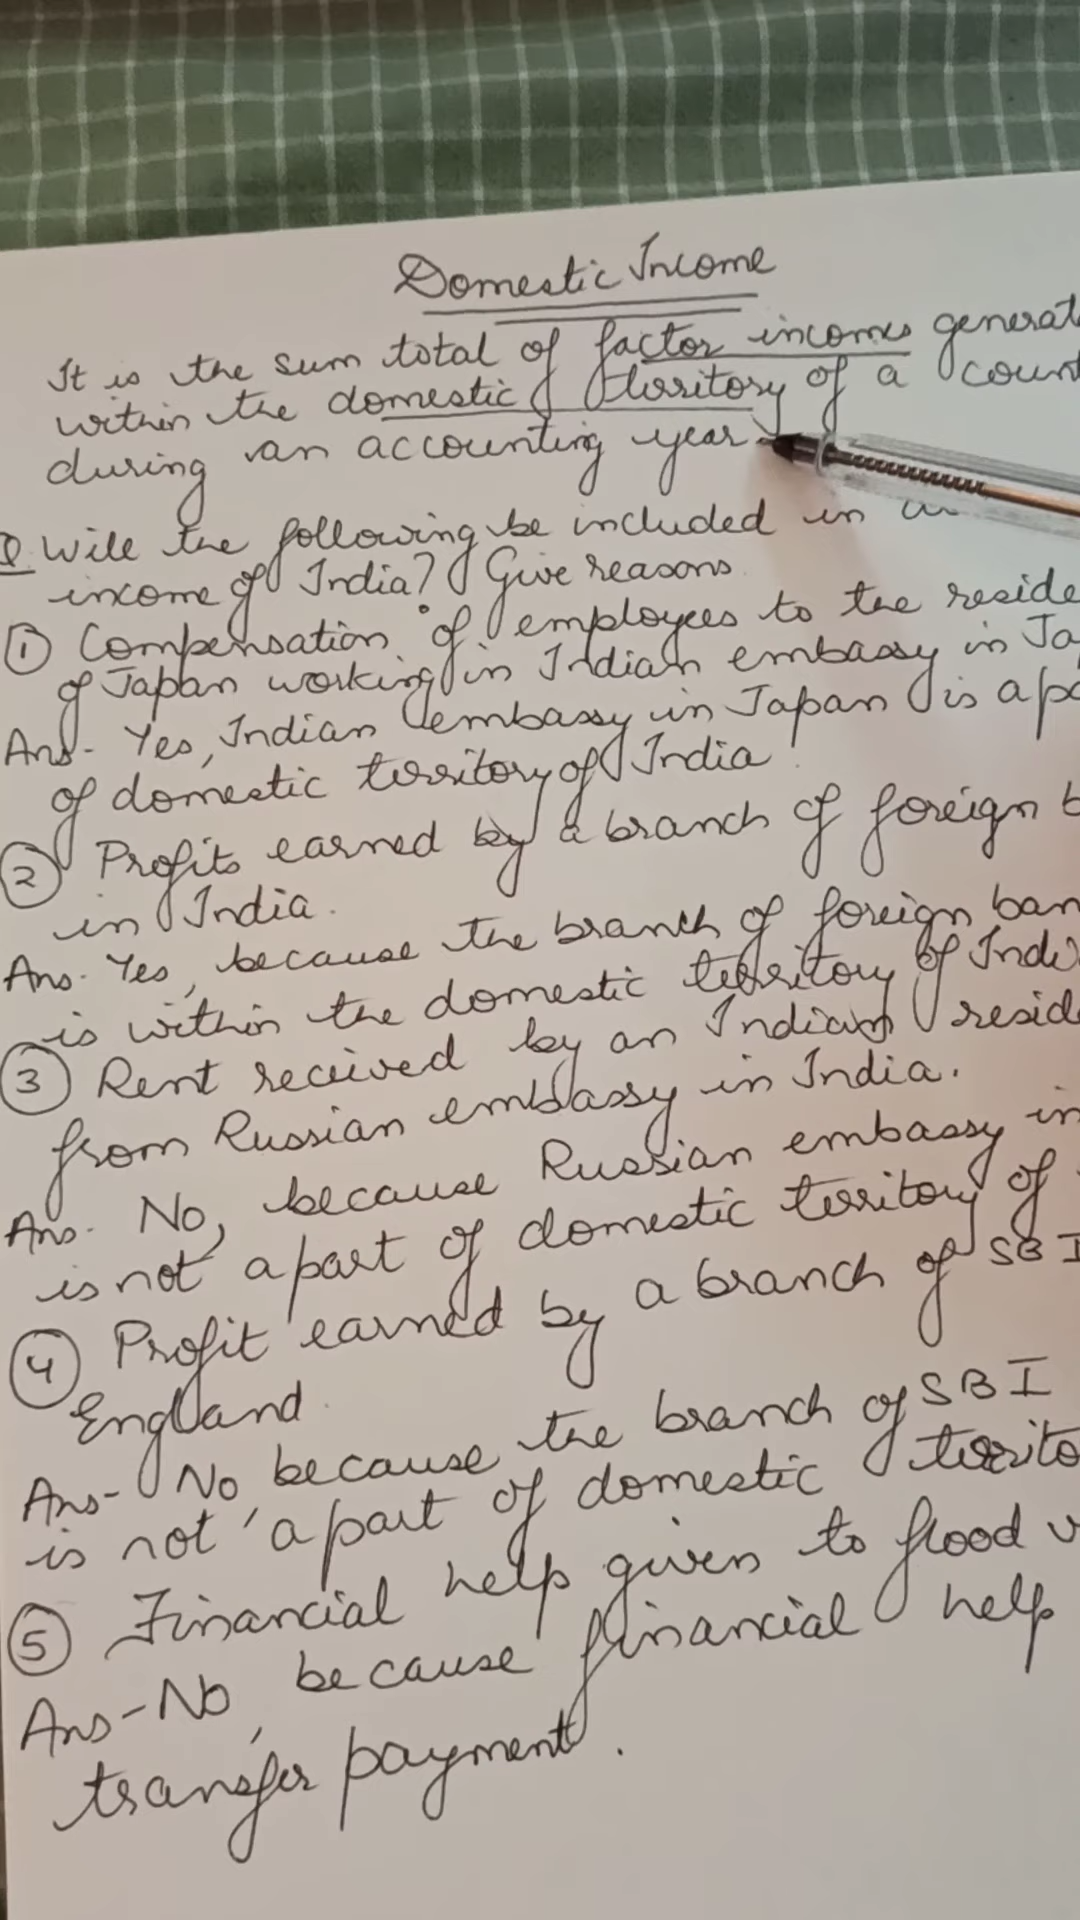 Domestic Income
It is the sum total of factor incomes generat
within the domestic territory of a count
during an accounting year
Q. Will the following be included in
income of India? Give reasons.
① Compensation of employees to the reside
of Japan working in Indian embassy in Ja
Ans- Yes, Indian embassy in Japan is a pa
of domestic territory of India.
② Profits earned by a branch of foreign b
in India.
Ans- Yes, because the branch of foreign ban
is within the domestic territory of Indi
③ Rent received by an Indian reside
from Russian embassy in India.
Ans- No, because Russian embassy in
is not a part of domestic territory of
④ Profit earned by a branch of SBI
England.
Ans- No because the branch of SBI
is not a part of domestic territo
⑤ Financial help given to flood v
Ans- No, because financial help
transfer payment.